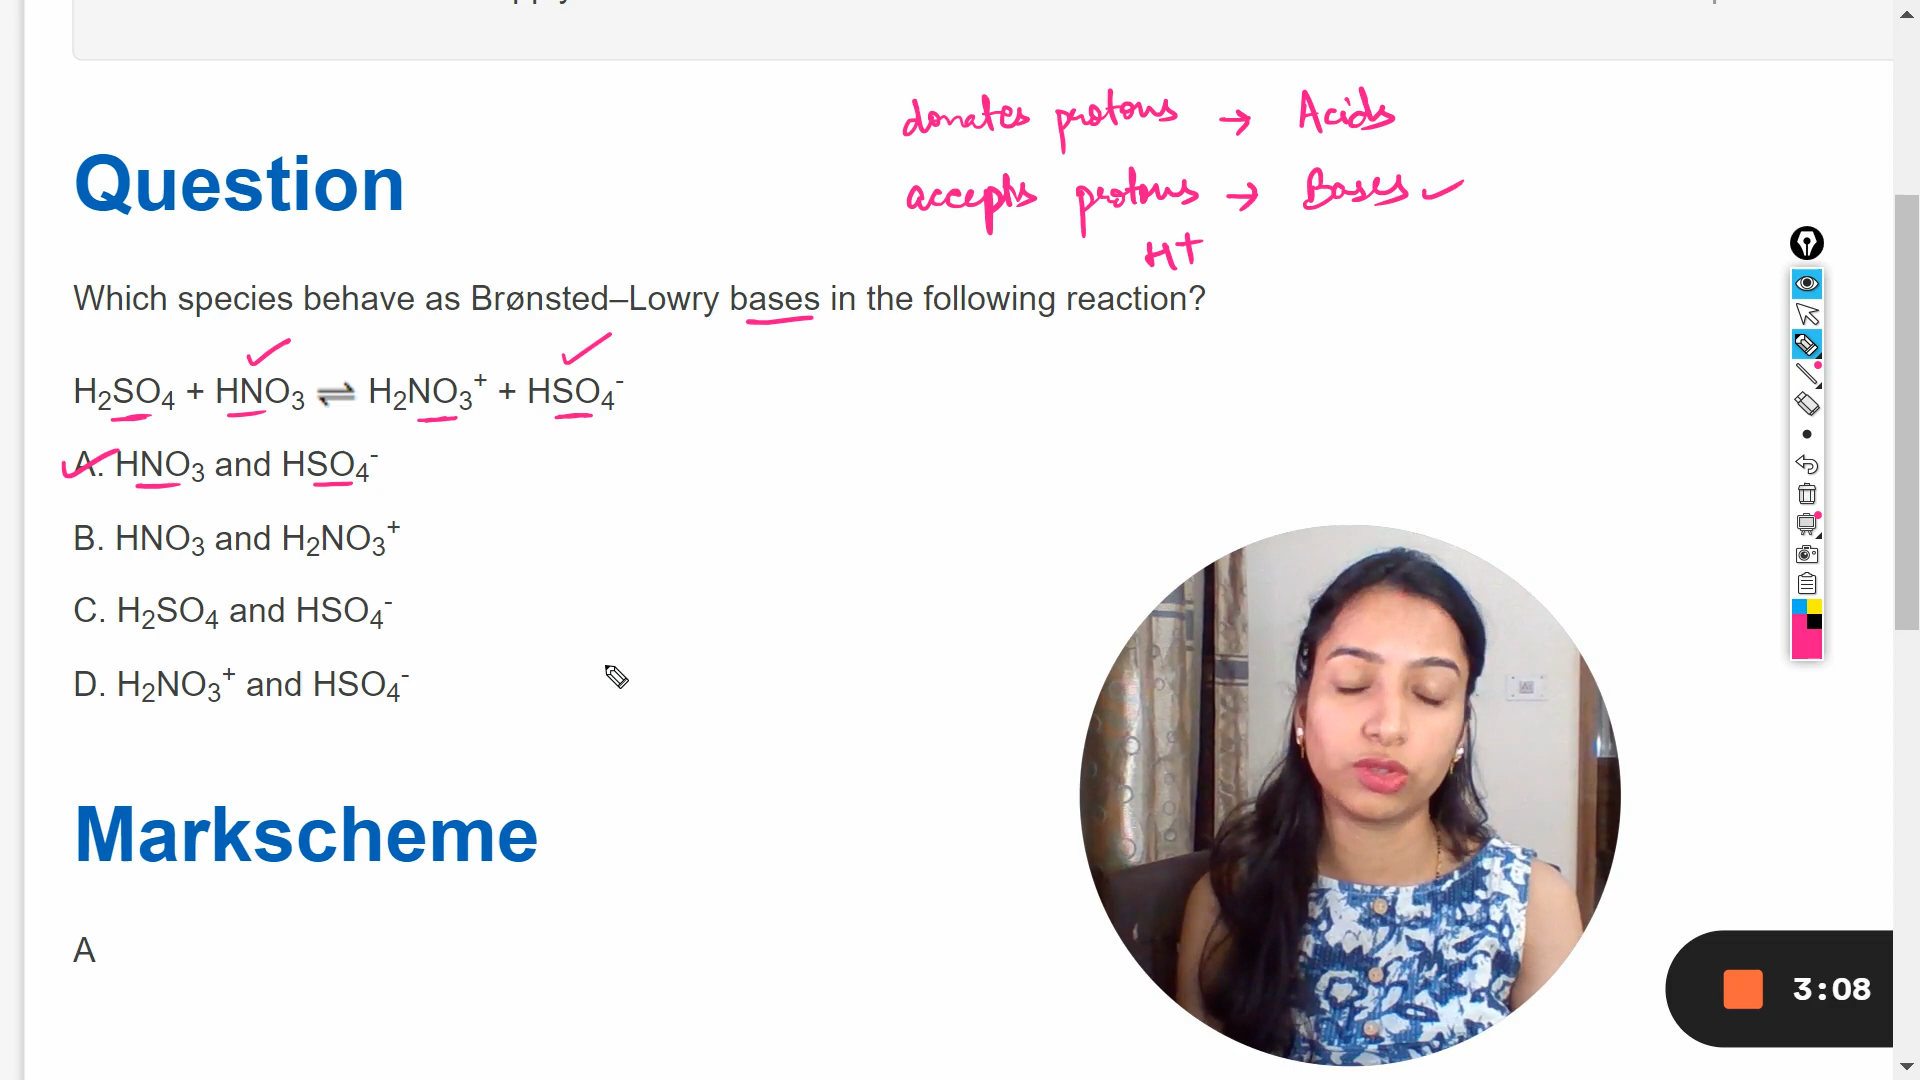 donates protons → Acids
accepts protons → Bases ✓
H+
Question
Which species behave as Brønsted–Lowry bases in the following reaction?
H₂SO₄ + HNO₃ ⇌ H₂NO₃⁺ + HSO₄⁻
A. HNO₃ and HSO₄⁻
B. HNO₃ and H₂NO₃⁺
C. H₂SO₄ and HSO₄⁻
D. H₂NO₃⁺ and HSO₄⁻
Markscheme
A
3:08